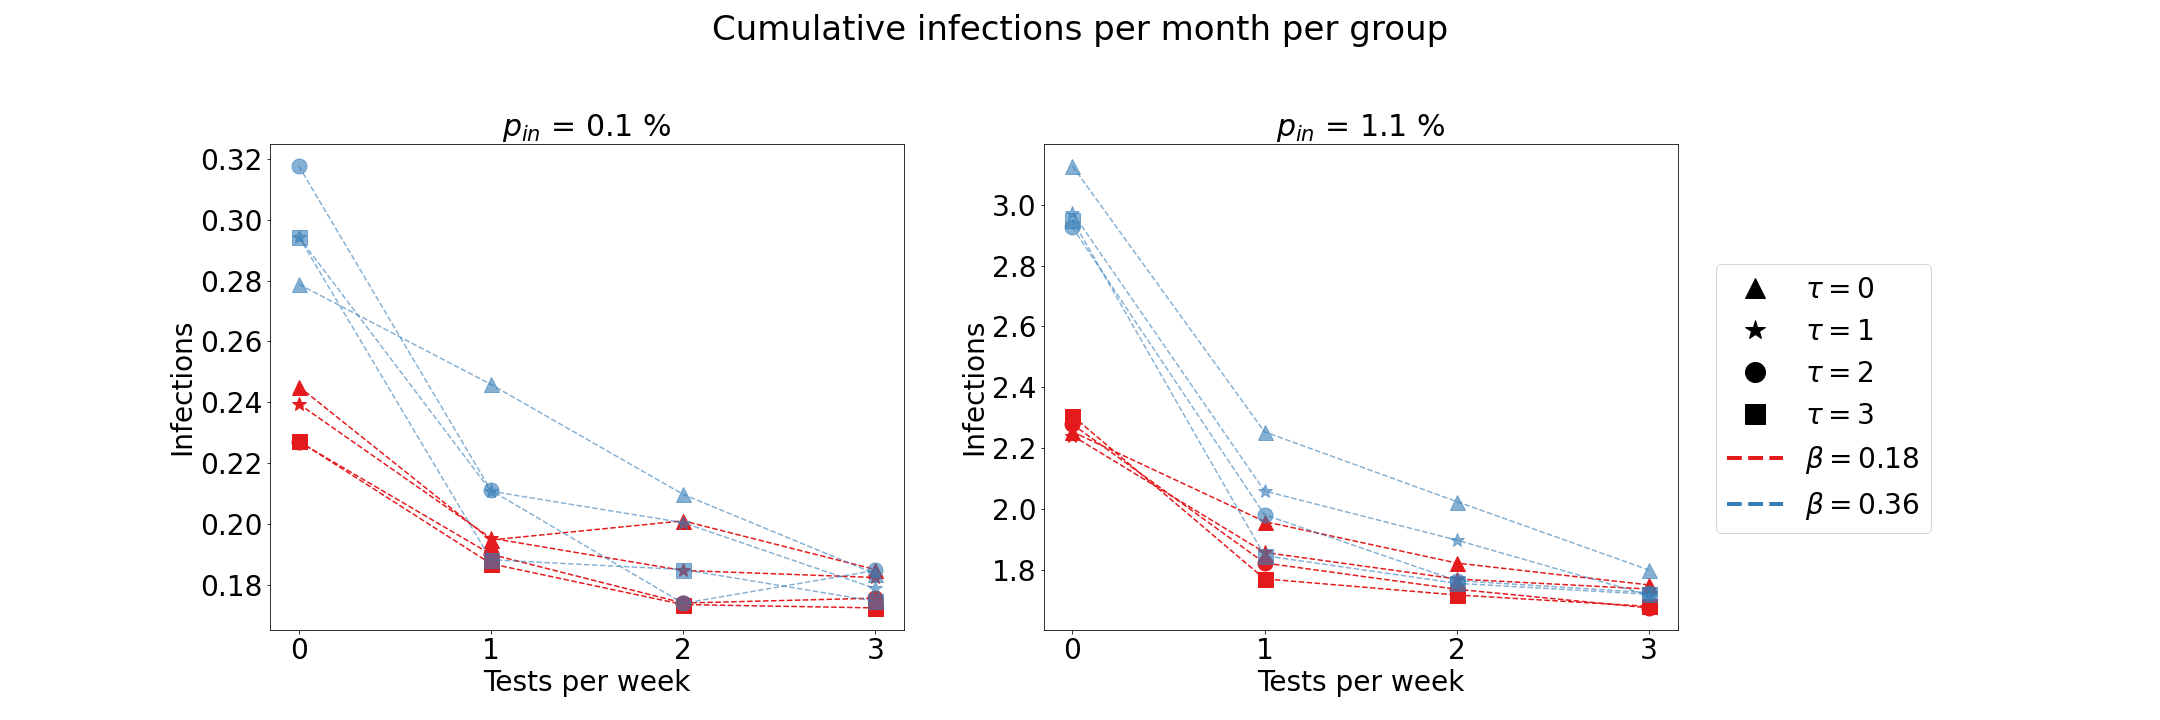 Cumulative infections per month per group
p_in = 0.1 %
0.32
0.30
0.28
0.26
0.24
0.22
0.20
0.18
Infections
0 1 2 3
Tests per week
p_in = 1.1 %
3.0
2.8
2.6
2.4
2.2
2.0
1.8
Infections
0 1 2 3
Tests per week
τ = 0
τ = 1
τ = 2
τ = 3
β = 0.18
β = 0.36